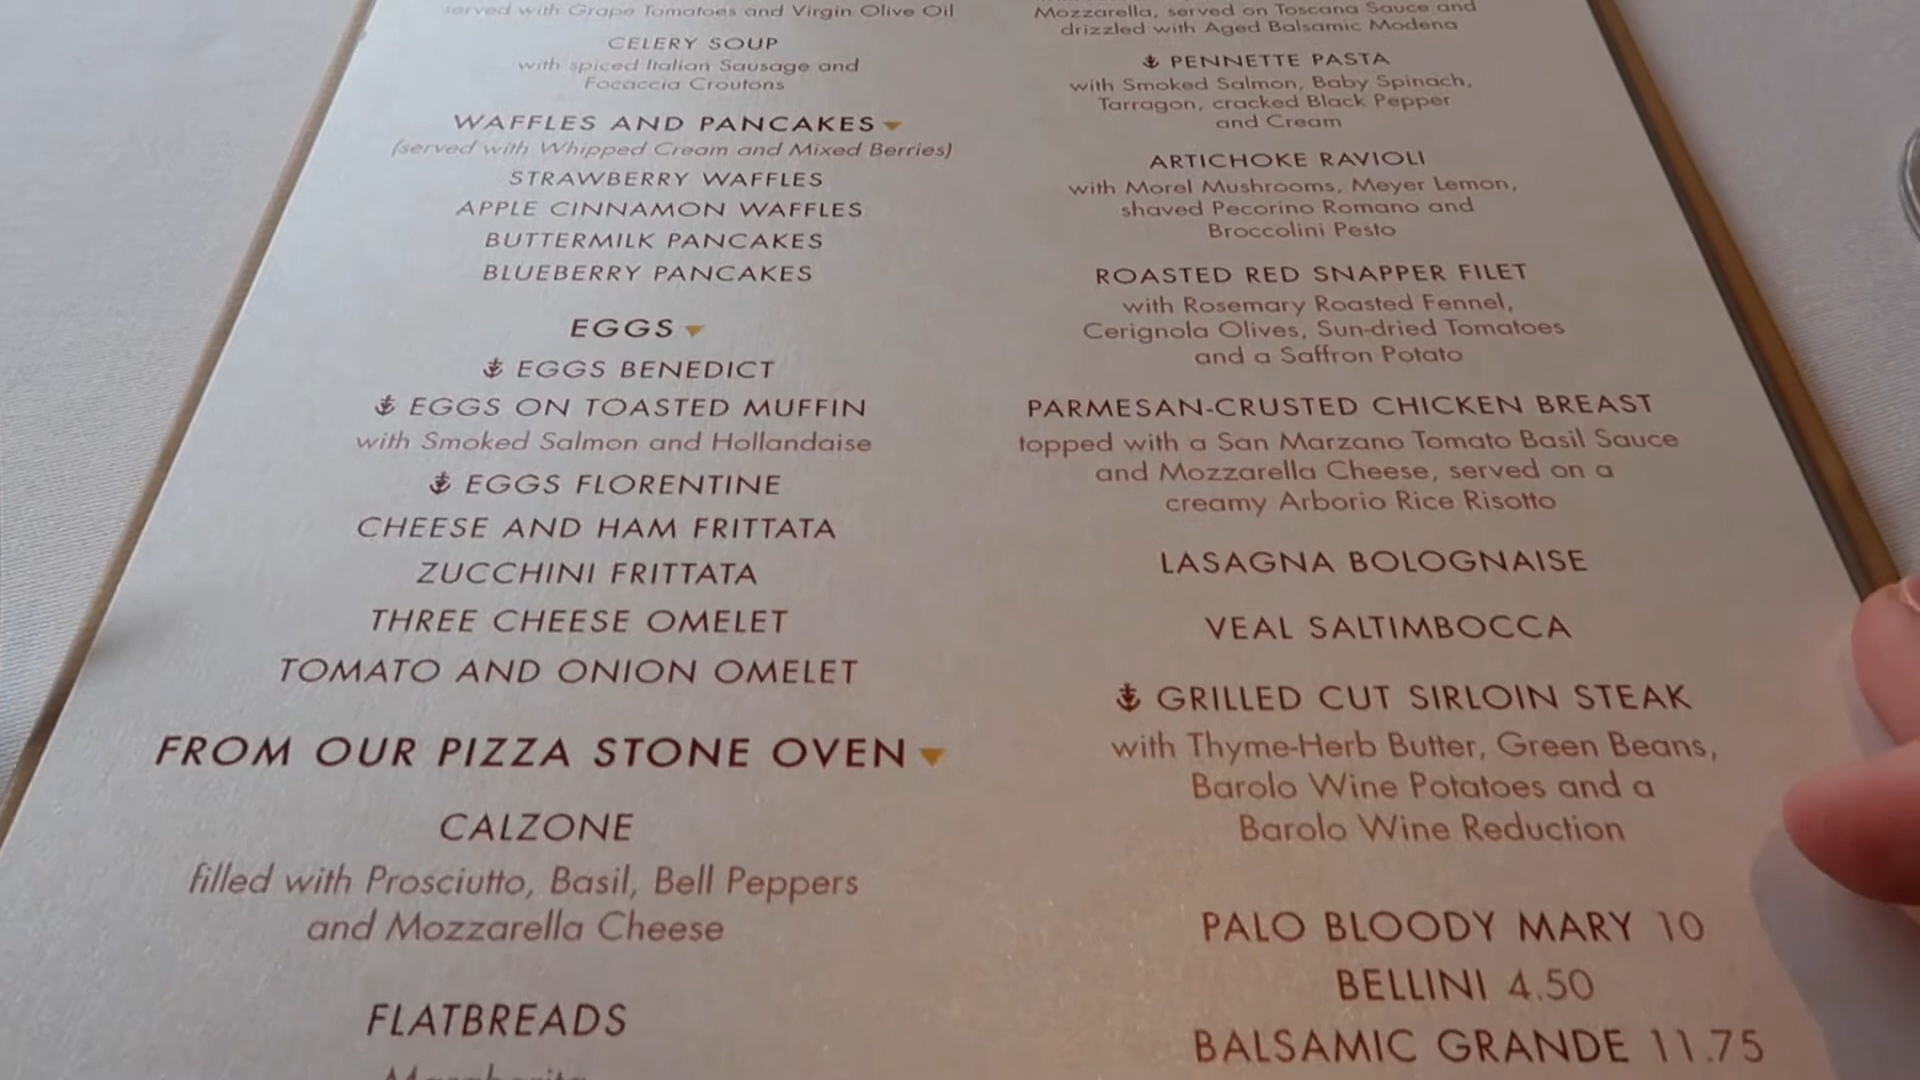 served with Grape Tomatoes and Virgin Olive Oil
CELERY SOUP
with spiced Italian Sausage and
Focaccia Croutons
WAFFLES AND PANCAKES
(served with Whipped Cream and Mixed Berries)
STRAWBERRY WAFFLES
APPLE CINNAMON WAFFLES
BUTTERMILK PANCAKES
BLUEBERRY PANCAKES
EGGS
EGGS BENEDICT
EGGS ON TOASTED MUFFIN
with Smoked Salmon and Hollandaise
EGGS FLORENTINE
CHEESE AND HAM FRITTATA
ZUCCHINI FRITTATA
THREE CHEESE OMELET
TOMATO AND ONION OMELET
FROM OUR PIZZA STONE OVEN
CALZONE
filled with Prosciutto, Basil, Bell Peppers
and Mozzarella Cheese
FLATBREADS
Margherita
Mozzarella, served on Toscana Sauce and
drizzled with Aged Balsamic Modena
PENNETTE PASTA
with Smoked Salmon, Baby Spinach,
Tarragon, cracked Black Pepper
and Cream
ARTICHOKE RAVIOLI
with Morel Mushrooms, Meyer Lemon,
shaved Pecorino Romano and
Broccolini Pesto
ROASTED RED SNAPPER FILET
with Rosemary Roasted Fennel,
Cerignola Olives, Sun-dried Tomatoes
and a Saffron Potato
PARMESAN-CRUSTED CHICKEN BREAST
topped with a San Marzano Tomato Basil Sauce
and Mozzarella Cheese, served on a
creamy Arborio Rice Risotto
LASAGNA BOLOGNAISE
VEAL SALTIMBOCCA
GRILLED CUT SIRLOIN STEAK
with Thyme-Herb Butter, Green Beans,
Barolo Wine Potatoes and a
Barolo Wine Reduction
PALO BLOODY MARY 10
BELLINI 4.50
BALSAMIC GRANDE 11.75